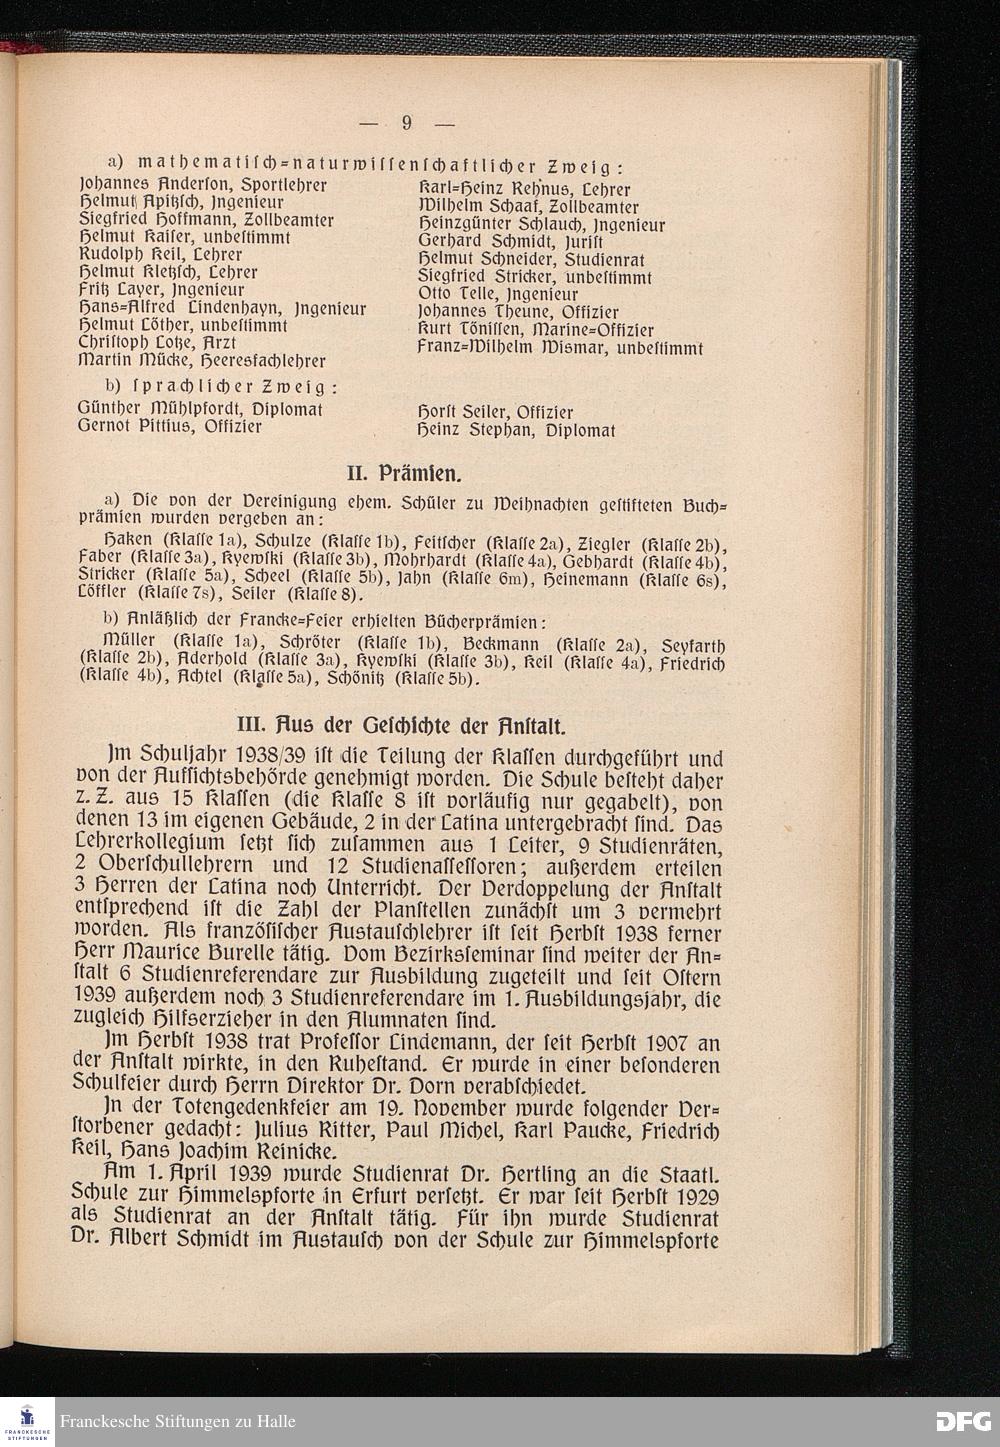 — 9 —
a) mathematiſch=naturwiſſenſchaftlicher Zweig:
Johannes Anderſon, Sportlehrer
Helmut Apitzſch, Ingenieur
Siegfried Hoffmann, Zollbeamter
Helmut Kaiſer, unbeſtimmt
Rudolph Keil, Lehrer
Helmut Kletzſch, Lehrer
Fritz Layer, Ingenieur
Hans=Alfred Lindenhayn, Ingenieur
Helmut Löther, unbeſtimmt
Chriſtoph Lotze, Arzt
Martin Mücke, Heeresfachlehrer
Karl=Heinz Rehnus, Lehrer
Wilhelm Schaaf, Zollbeamter
Heinzgünter Schlauch, Ingenieur
Gerhard Schmidt, Juriſt
Helmut Schneider, Studienrat
Siegfried Stricker, unbeſtimmt
Otto Telle, Ingenieur
Johannes Theune, Offizier
Kurt Töniſſen, Marine=Offizier
Franz=Wilhelm Wismar, unbeſtimmt
b) ſprachlicher Zweig:
Günther Mühlpfordt, Diplomat
Gernot Pittius, Offizier
Horſt Seiler, Offizier
Heinz Stephan, Diplomat
II. Prämien.
a) Die von der Vereinigung ehem. Schüler zu Weihnachten geſtifteten Buch=
prämien wurden vergeben an:
Haken (Klaſſe 1a), Schulze (Klaſſe 1b), Feitſcher (Klaſſe 2a), Ziegler (Klaſſe 2b),
Faber (Klaſſe 3a), Kyewſki (Klaſſe 3b), Mohrhardt (Klaſſe 4a), Gebhardt (Klaſſe 4b),
Stricker (Klaſſe 5a), Scheel (Klaſſe 5b), Jahn (Klaſſe 6m), Heinemann (Klaſſe 6s),
Löffler (Klaſſe 7s), Seiler (Klaſſe 8).
b) Anläßlich der Francke=Feier erhielten Bücherprämien:
Müller (Klaſſe 1a), Schröter (Klaſſe 1b), Beckmann (Klaſſe 2a), Seyfarth
(Klaſſe 2b), Aderhold (Klaſſe 3a), Kyewſki (Klaſſe 3b), Keil (Klaſſe 4a), Friedrich
(Klaſſe 4b), Achtel (Klaſſe 5a), Schönitz (Klaſſe 5b).
III. Aus der Geſchichte der Anſtalt.
Im Schuljahr 1938/39 iſt die Teilung der Klaſſen durchgeführt und
von der Aufſichtsbehörde genehmigt worden. Die Schule beſteht daher
z. Z. aus 15 Klaſſen (die Klaſſe 8 iſt vorläufig nur gegabelt), von
denen 13 im eigenen Gebäude, 2 in der Latina untergebracht ſind. Das
Lehrerkollegium ſetzt ſich zuſammen aus 1 Leiter, 9 Studienräten,
2 Oberſchullehrern und 12 Studienaſſeſſoren; außerdem erteilen
3 Herren der Latina noch Unterricht. Der Verdoppelung der Anſtalt
entſprechend iſt die Zahl der Planſtellen zunächſt um 3 vermehrt
worden. Als franzöſiſcher Austauſchlehrer iſt ſeit Herbſt 1938 ferner
Herr Maurice Burelle tätig. Vom Bezirksſeminar ſind weiter der An=
ſtalt 6 Studienreferendare zur Ausbildung zugeteilt und ſeit Oſtern
1939 außerdem noch 3 Studienreferendare im 1. Ausbildungsjahr, die
zugleich Hilfserzieher in den Alumnaten ſind.
Im Herbſt 1938 trat Profeſſor Lindemann, der ſeit Herbſt 1907 an
der Anſtalt wirkte, in den Ruheſtand. Er wurde in einer beſonderen
Schulfeier durch Herrn Direktor Dr. Dorn verabſchiedet.
In der Totengedenkfeier am 19. November wurde folgender Ver=
ſtorbener gedacht: Julius Ritter, Paul Michel, Karl Paucke, Friedrich
Keil, Hans Joachim Reinicke.
Am 1. April 1939 wurde Studienrat Dr. Hertling an die Staatl.
Schule zur Himmelspforte in Erfurt verſetzt. Er war ſeit Herbſt 1929
als Studienrat an der Anſtalt tätig. Für ihn wurde Studienrat
Dr. Albert Schmidt im Austauſch von der Schule zur Himmelspforte
FRANCKESCHE
STIFTUNGEN
Franckesche Stiftungen zu Halle
DFG